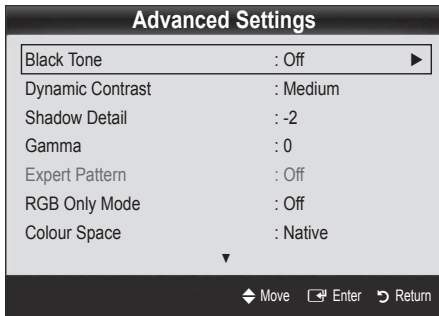 Advanced Settings
Black Tone : Off ▶
Dynamic Contrast : Medium
Shadow Detail : -2
Gamma : 0
Expert Pattern : Off
RGB Only Mode : Off
Colour Space : Native
▼
Move Enter Return